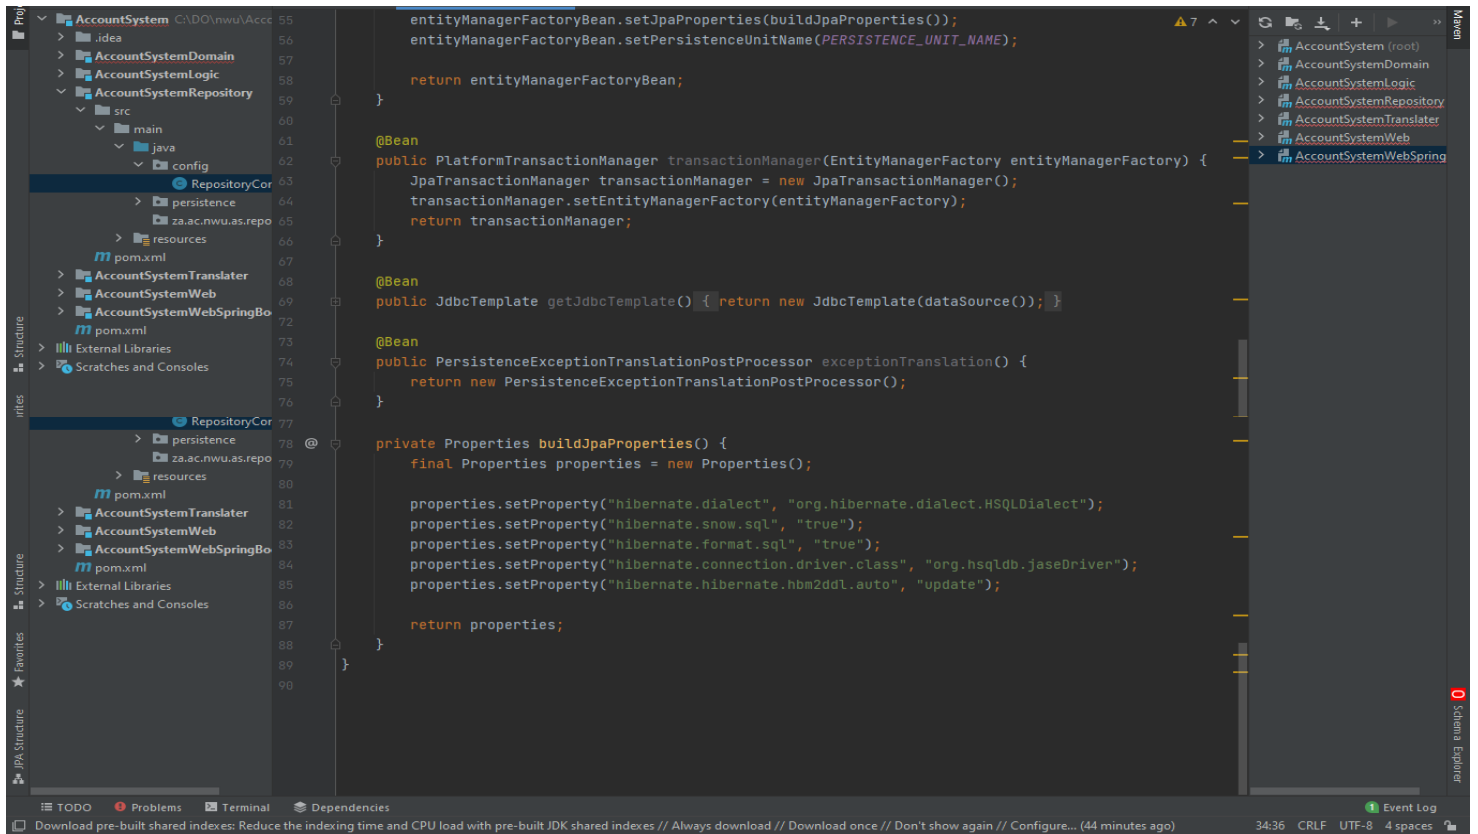 Proj
AccountSystem C:\DO\nwu\Acco
.idea
AccountSystemDomain
AccountSystemLogic
AccountSystemRepository
src
main
java
config
RepositoryCor
persistence
za.ac.nwu.as.repo
resources
pom.xml
AccountSystemTranslater
AccountSystemWeb
AccountSystemWebSpringBo
pom.xml
External Libraries
Scratches and Consoles
RepositoryCor
persistence
za.ac.nwu.as.repo
resources
pom.xml
AccountSystemTranslater
AccountSystemWeb
AccountSystemWebSpringBo
pom.xml
External Libraries
Scratches and Consoles
Structure
rites
Structure
Favorites
JPA Structure
55 entityManagerFactoryBean.setJpaProperties(buildJpaProperties());
56 entityManagerFactoryBean.setPersistenceUnitName(PERSISTENCE_UNIT_NAME);
57
58 return entityManagerFactoryBean;
59 }
60
61 @Bean
62 public PlatformTransactionManager transactionManager(EntityManagerFactory entityManagerFactory) {
63 JpaTransactionManager transactionManager = new JpaTransactionManager();
64 transactionManager.setEntityManagerFactory(entityManagerFactory);
65 return transactionManager;
66 }
67
68 @Bean
69 public JdbcTemplate getJdbcTemplate() { return new JdbcTemplate(dataSource()); }
72
73 @Bean
74 public PersistenceExceptionTranslationPostProcessor exceptionTranslation() {
75 return new PersistenceExceptionTranslationPostProcessor();
76 }
77
78 @ private Properties buildJpaProperties() {
79 final Properties properties = new Properties();
80
81 properties.setProperty("hibernate.dialect", "org.hibernate.dialect.HSQLDialect");
82 properties.setProperty("hibernate.snow.sql", "true");
83 properties.setProperty("hibernate.format.sql", "true");
84 properties.setProperty("hibernate.connection.driver.class", "org.hsqldb.jaseDriver");
85 properties.setProperty("hibernate.hibernate.hbm2ddl.auto", "update");
86
87 return properties;
88 }
89 }
90
7
AccountSystem (root)
AccountSystemDomain
AccountSystemLogic
AccountSystemRepository
AccountSystemTranslater
AccountSystemWeb
AccountSystemWebSpring
Maven
Schema Explorer
TODO Problems Terminal Dependencies 1 Event Log
Download pre-built shared indexes: Reduce the indexing time and CPU load with pre-built JDK shared indexes // Always download // Download once // Don't show again // Configure... (44 minutes ago) 34:36 CRLF UTF-8 4 spaces